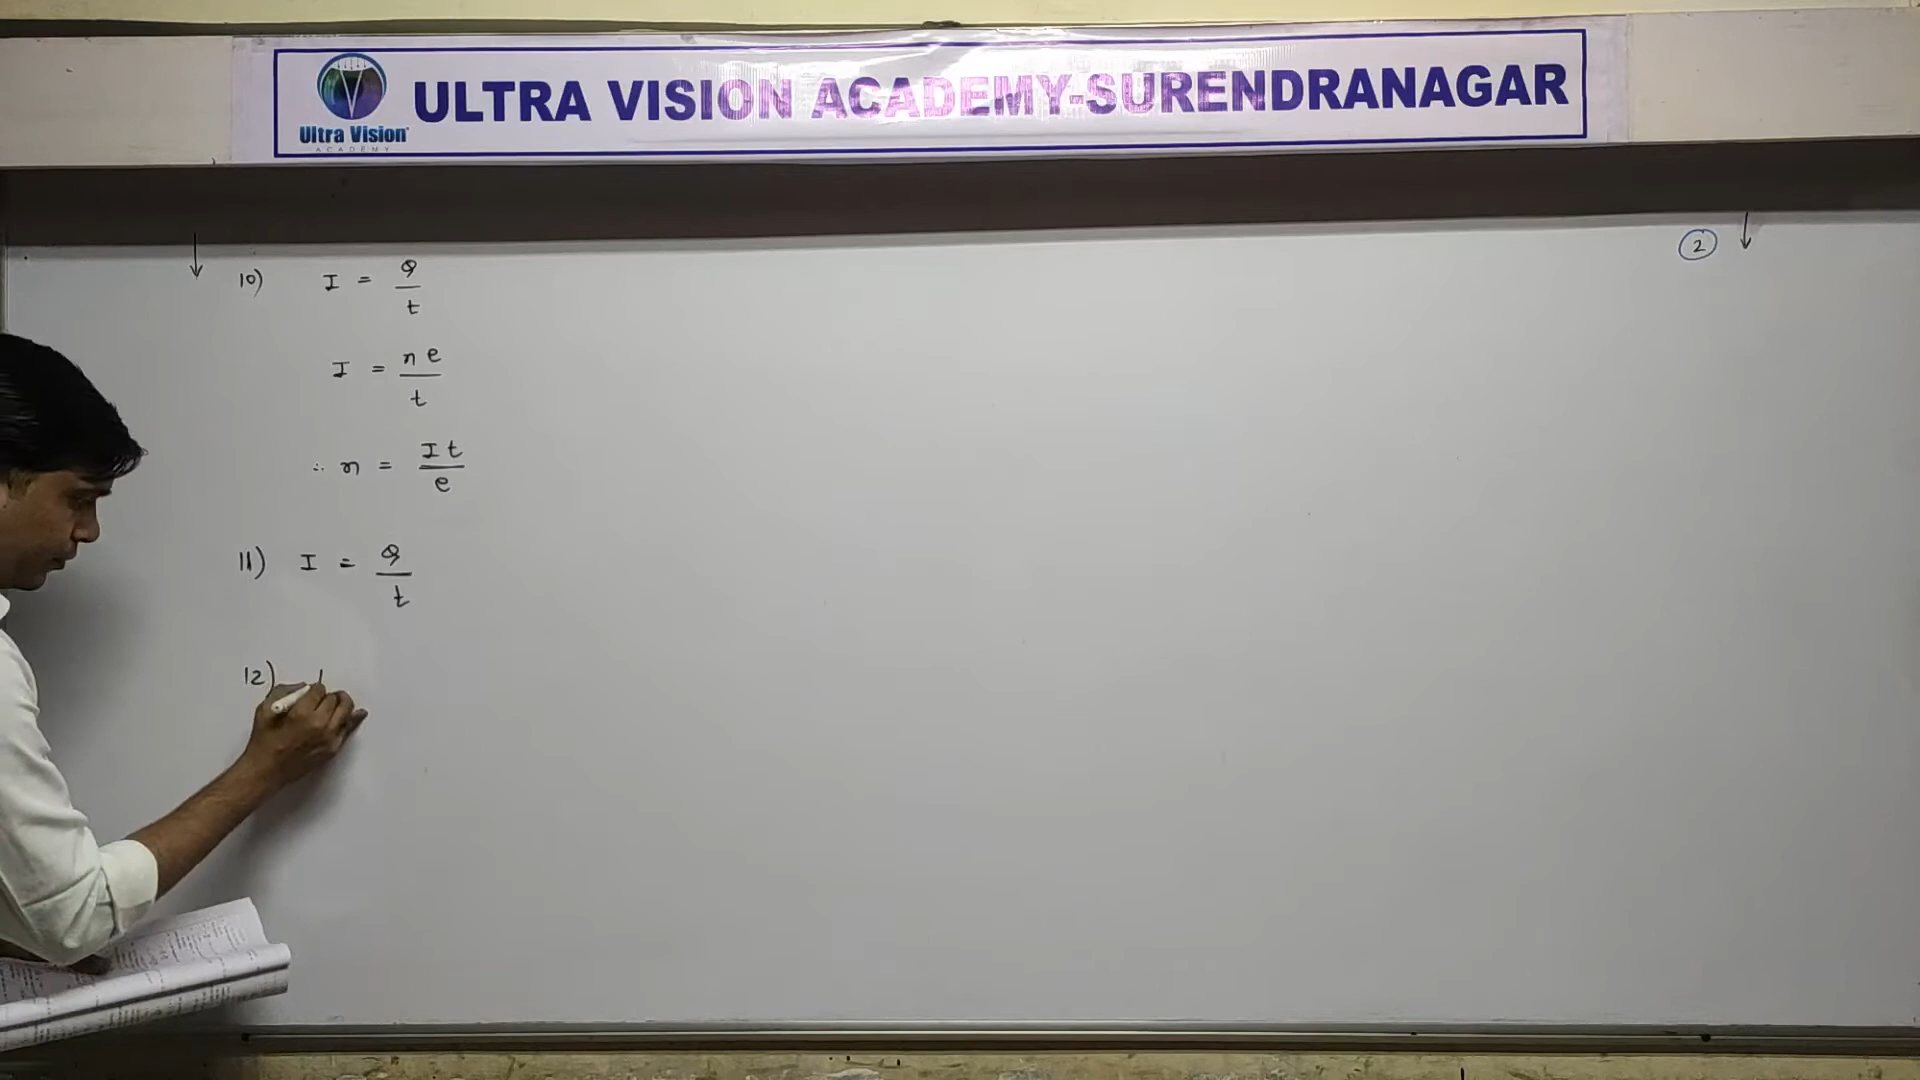 Ultra Vision
ACADEMY
ULTRA VISION ACADEMY-SURENDRANAGAR
2
10) I = Q/t
I = ne/t
∴ n = It/e
11) I = Q/t
12)